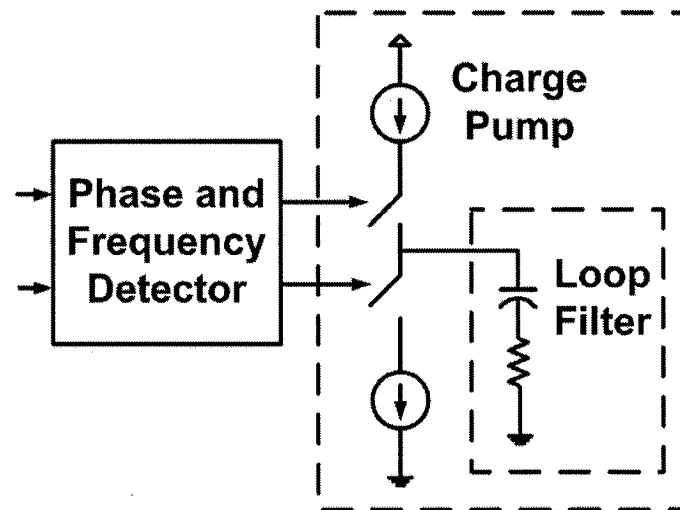 Charge
Pump
Phase and
Frequency
Detector
Loop
Filter